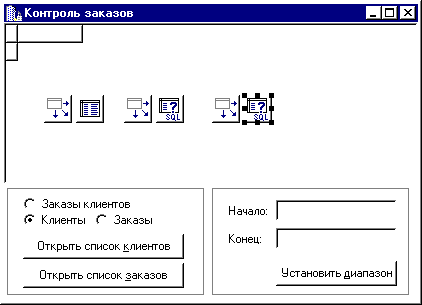 Контроль заказов
?
SQL
?
SQL
Заказы клиентов
Клиенты
Заказы
Открыть список клиентов
Открыть список заказов
Начало:
Конец:
Установить диапазон